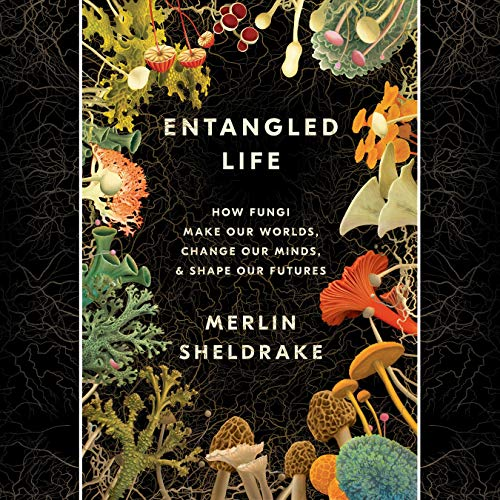 ENTANGLED
LIFE
HOW FUNGI
MAKE OUR WORLDS,
CHANGE OUR MINDS,
& SHAPE OUR FUTURES
MERLIN
SHELDRAKE